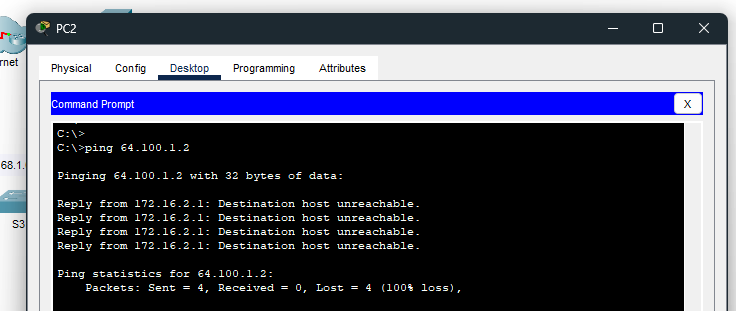 PC2
rnet
Physical Config Desktop Programming Attributes
Command Prompt
X
C:\>
C:\>ping 64.100.1.2
Pinging 64.100.1.2 with 32 bytes of data:
Reply from 172.16.2.1: Destination host unreachable.
Reply from 172.16.2.1: Destination host unreachable.
Reply from 172.16.2.1: Destination host unreachable.
Reply from 172.16.2.1: Destination host unreachable.
Ping statistics for 64.100.1.2:
Packets: Sent = 4, Received = 0, Lost = 4 (100% loss),
68.1.
S3